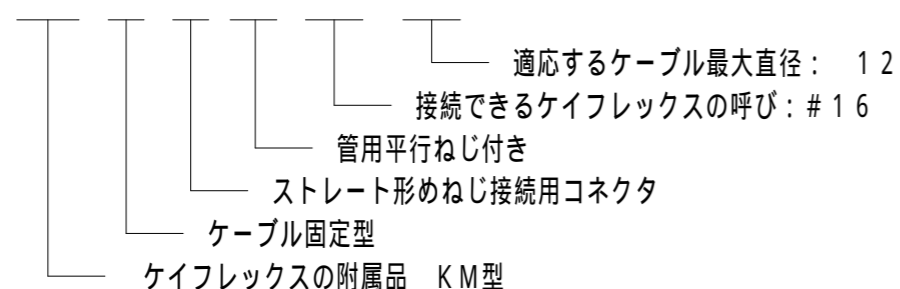 適応するケーブル最大直径： １２
接続できるケイフレックスの呼び：＃１６
管用平行ねじ付き
ストレート形めねじ接続用コネクタ
ケーブル固定型
ケイフレックスの附属品 ＫＭ型